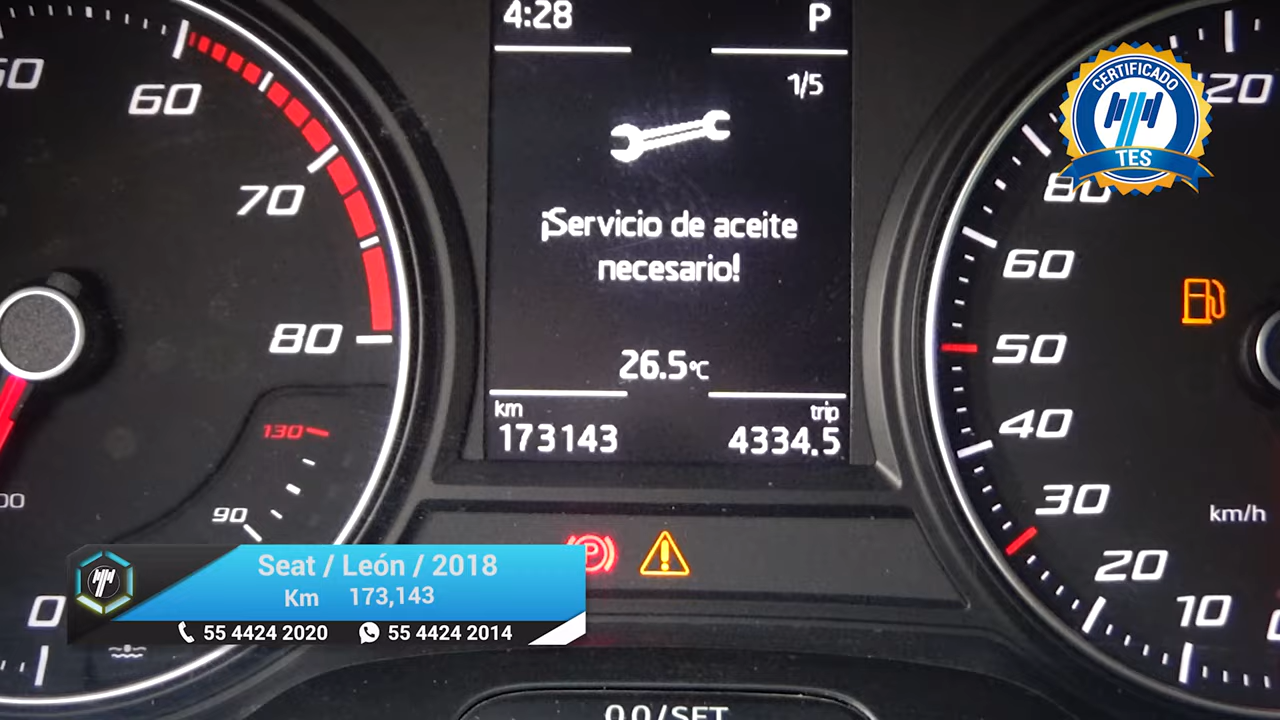 4:28 P
1/5
¡Servicio de aceite
necesario!
26.5°C
km trip
173143 4334.5
60
70
80
130
90
0
120
80
60
50
40
30
20
10
km/h
CERTIFICADO
TES
Seat / León / 2018
Km 173,143
55 4424 2020 55 4424 2014
0.0/SET